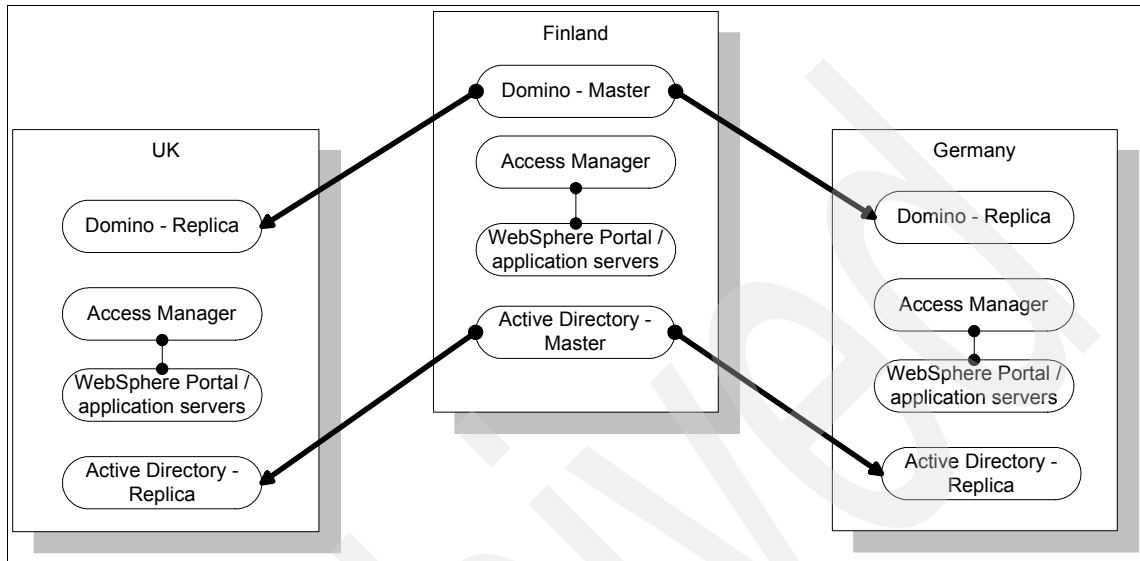 Finland
Domino - Master
Access Manager
WebSphere Portal /
application servers
Active Directory -
Master
UK
Domino - Replica
Access Manager
WebSphere Portal /
application servers
Active Directory -
Replica
Germany
Domino - Replica
Access Manager
WebSphere Portal /
application servers
Active Directory -
Replica